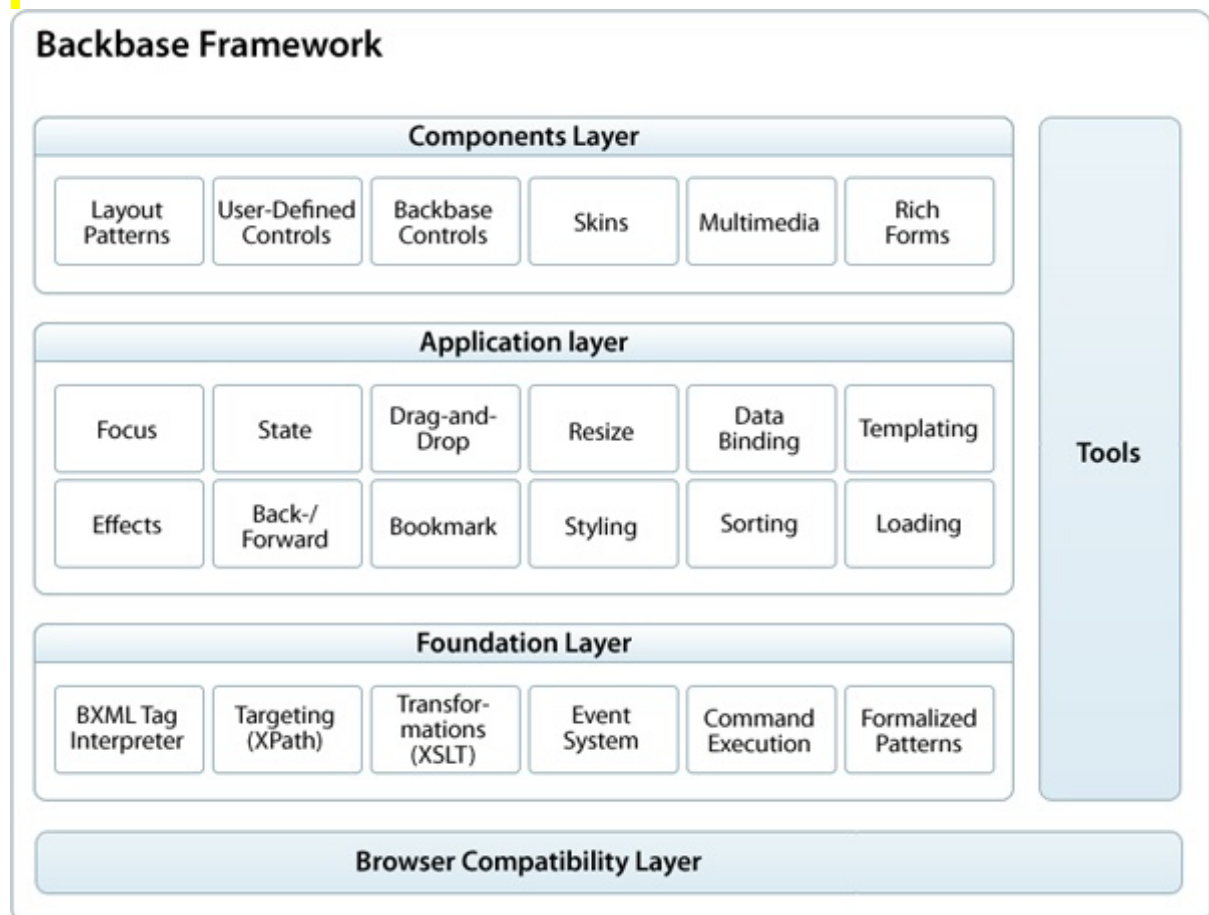 Backbase Framework
Components Layer
Layout
Patterns
User-Defined
Controls
Backbase
Controls
Skins
Multimedia
Rich
Forms
Application layer
Focus
State
Drag-and-
Drop
Resize
Data
Binding
Templating
Effects
Back-/
Forward
Bookmark
Styling
Sorting
Loading
Foundation Layer
BXML Tag
Interpreter
Targeting
(XPath)
Transfor-
mations
(XSLT)
Event
System
Command
Execution
Formalized
Patterns
Tools
Browser Compatibility Layer